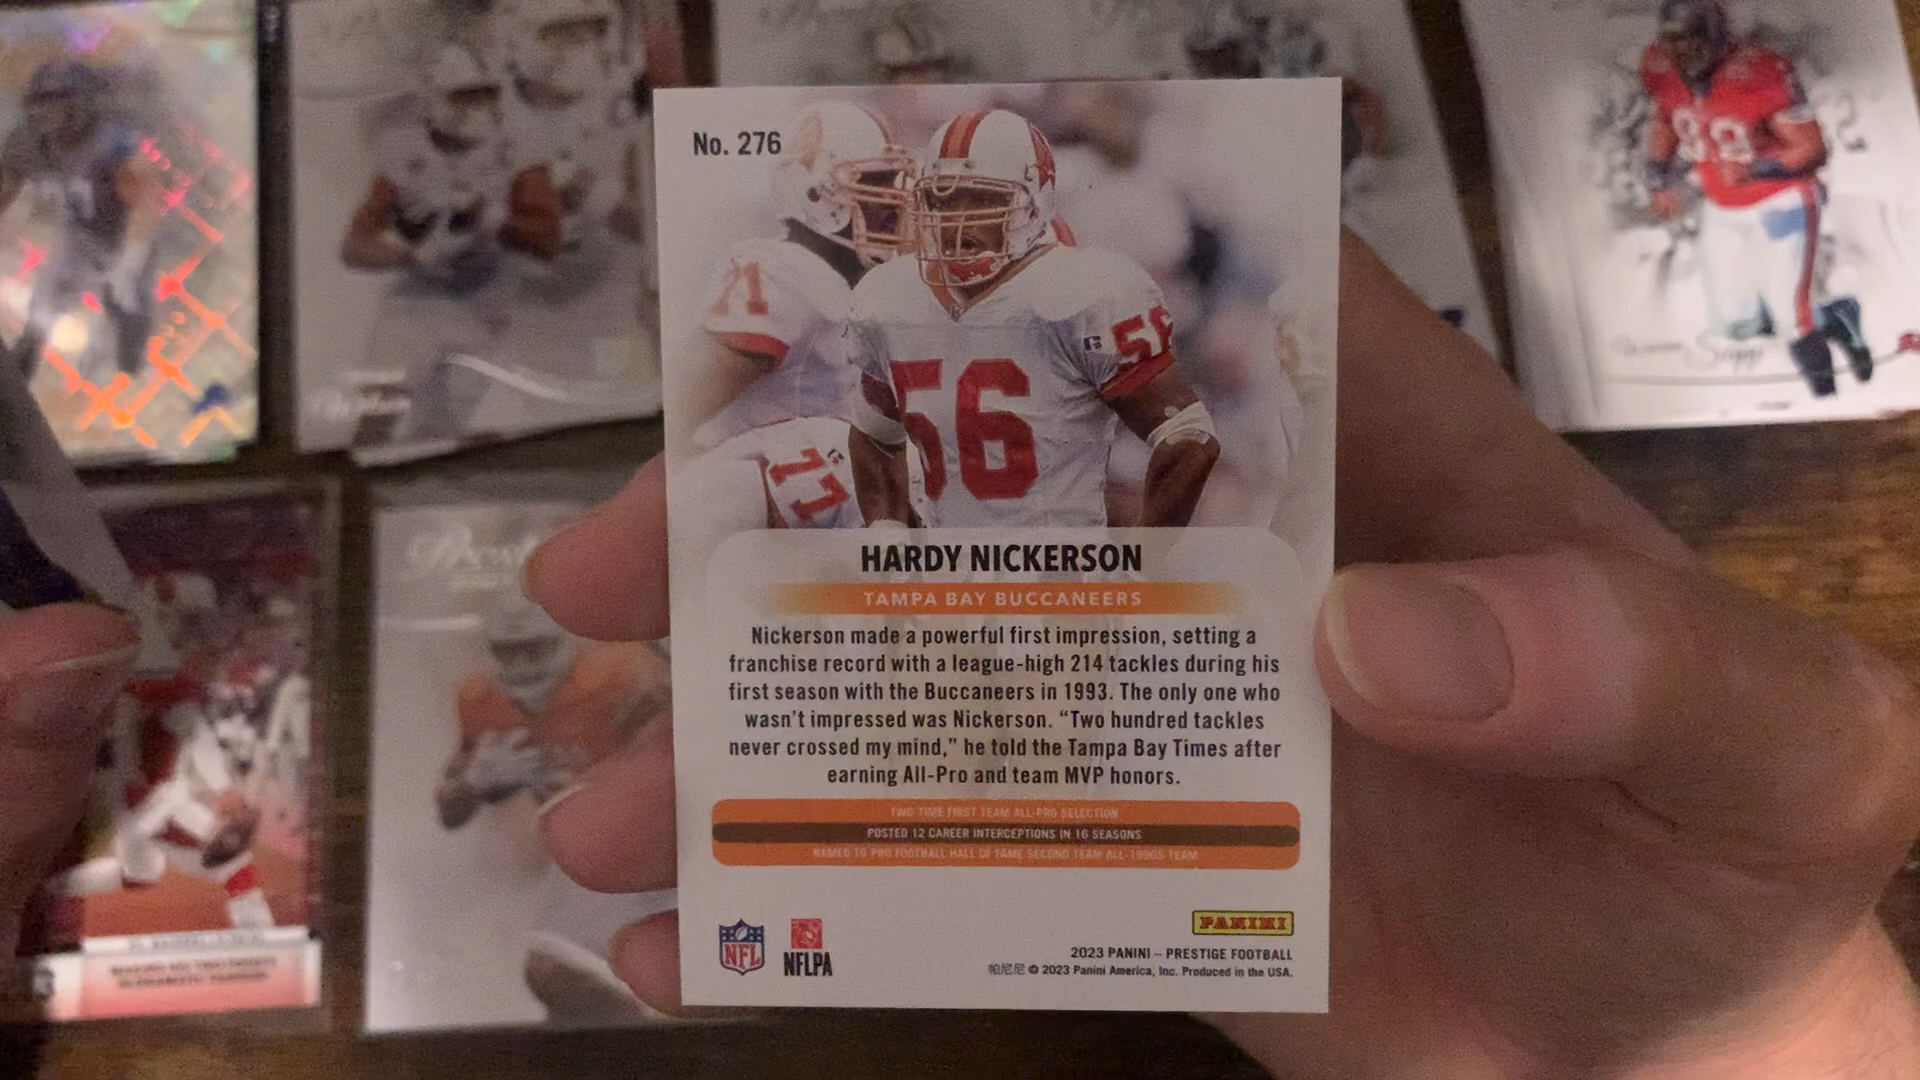 No. 276
71
56
56
77
HARDY NICKERSON
TAMPA BAY BUCCANEERS
Nickerson made a powerful first impression, setting a
franchise record with a league-high 214 tackles during his
first season with the Buccaneers in 1993. The only one who
wasn't impressed was Nickerson. “Two hundred tackles
never crossed my mind,” he told the Tampa Bay Times after
earning All-Pro and team MVP honors.
TWO TIME FIRST TEAM ALL-PRO SELECTION
POSTED 12 CAREER INTERCEPTIONS IN 16 SEASONS
NAMED TO PRO FOOTBALL HALL OF FAME SECOND TEAM ALL-1990S TEAM
NFL
NFLPA
PANINI
2023 PANINI – PRESTIGE FOOTBALL
帕尼尼 © 2023 Panini America, Inc. Produced in the USA.
Sapp